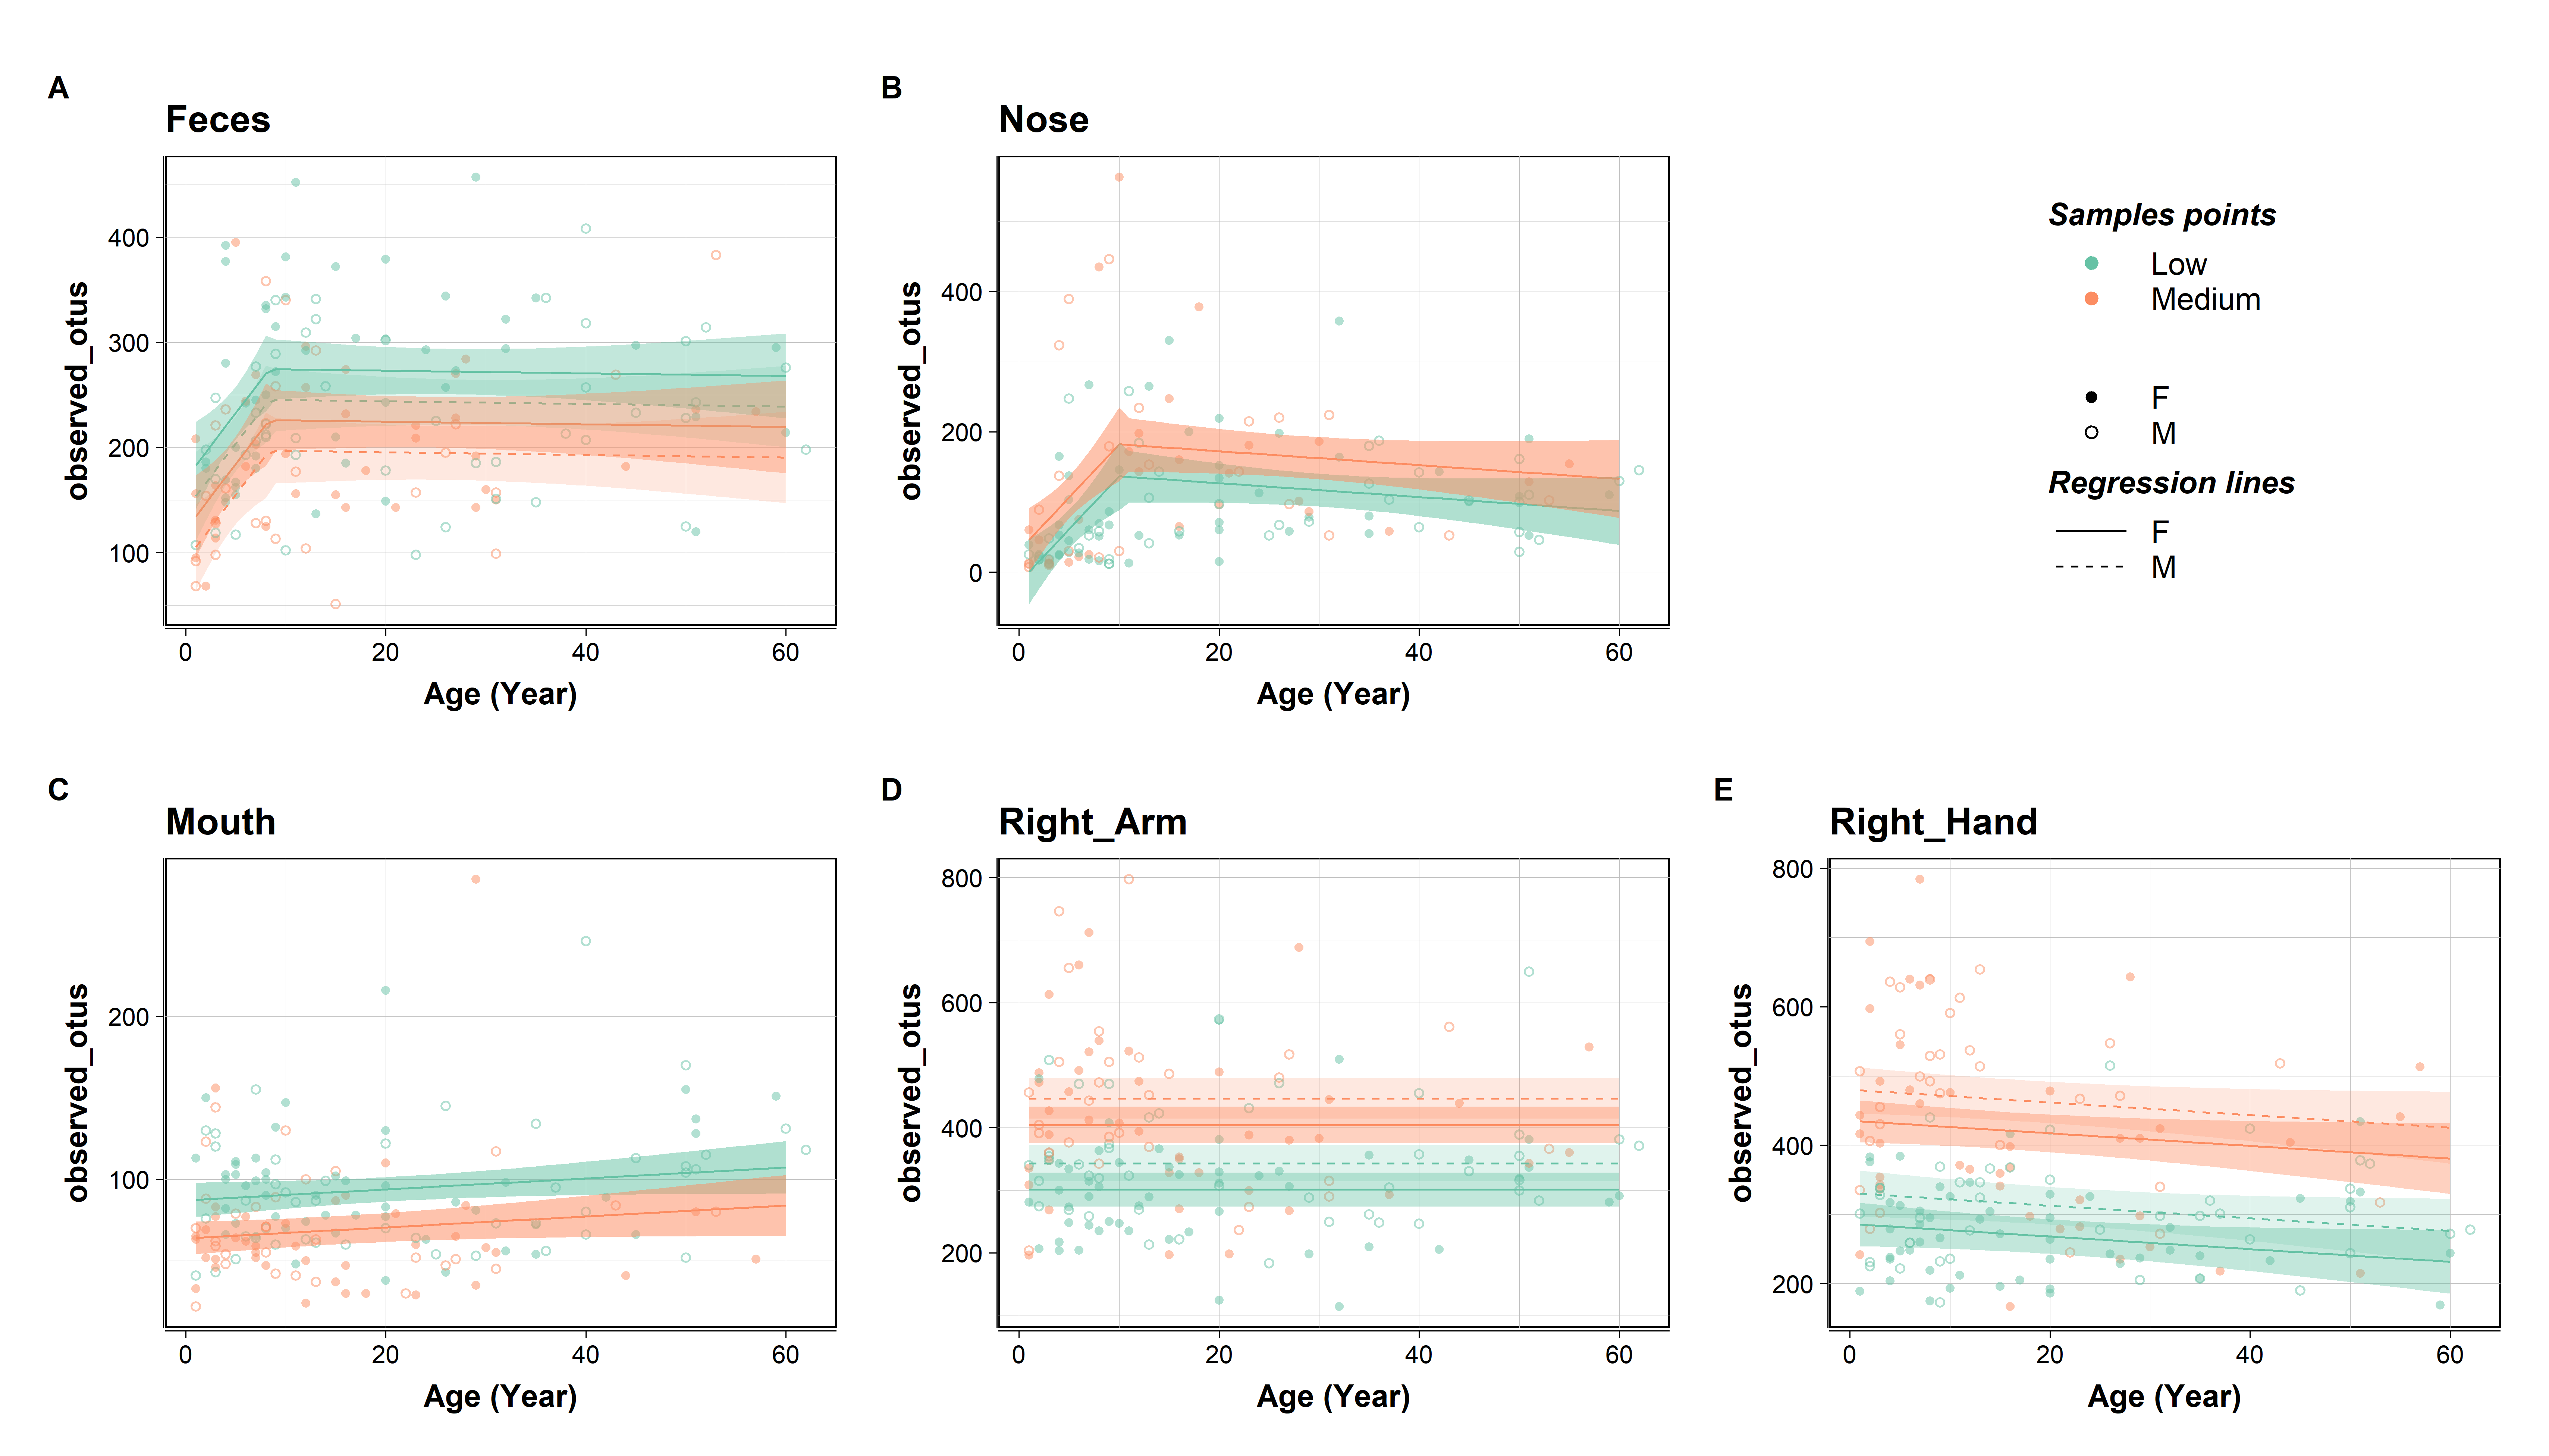 A
Feces
observed_otus
400
300
200
100
0 20 40 60
Age (Year)
B
Nose
observed_otus
400
200
0
0 20 40 60
Age (Year)
Samples points
Low
Medium
F
M
Regression lines
F
M
C
Mouth
observed_otus
200
100
0 20 40 60
Age (Year)
D
Right_Arm
observed_otus
800
600
400
200
0 20 40 60
Age (Year)
E
Right_Hand
observed_otus
800
600
400
200
0 20 40 60
Age (Year)